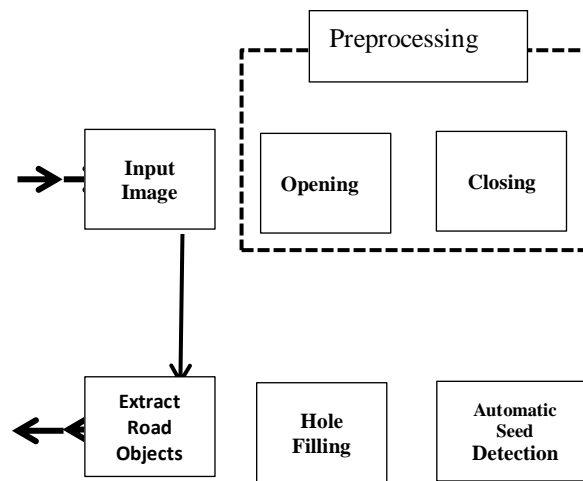 Preprocessing
Input
Image
Opening
Closing
Extract
Road
Objects
Hole
Filling
Automatic
Seed
Detection